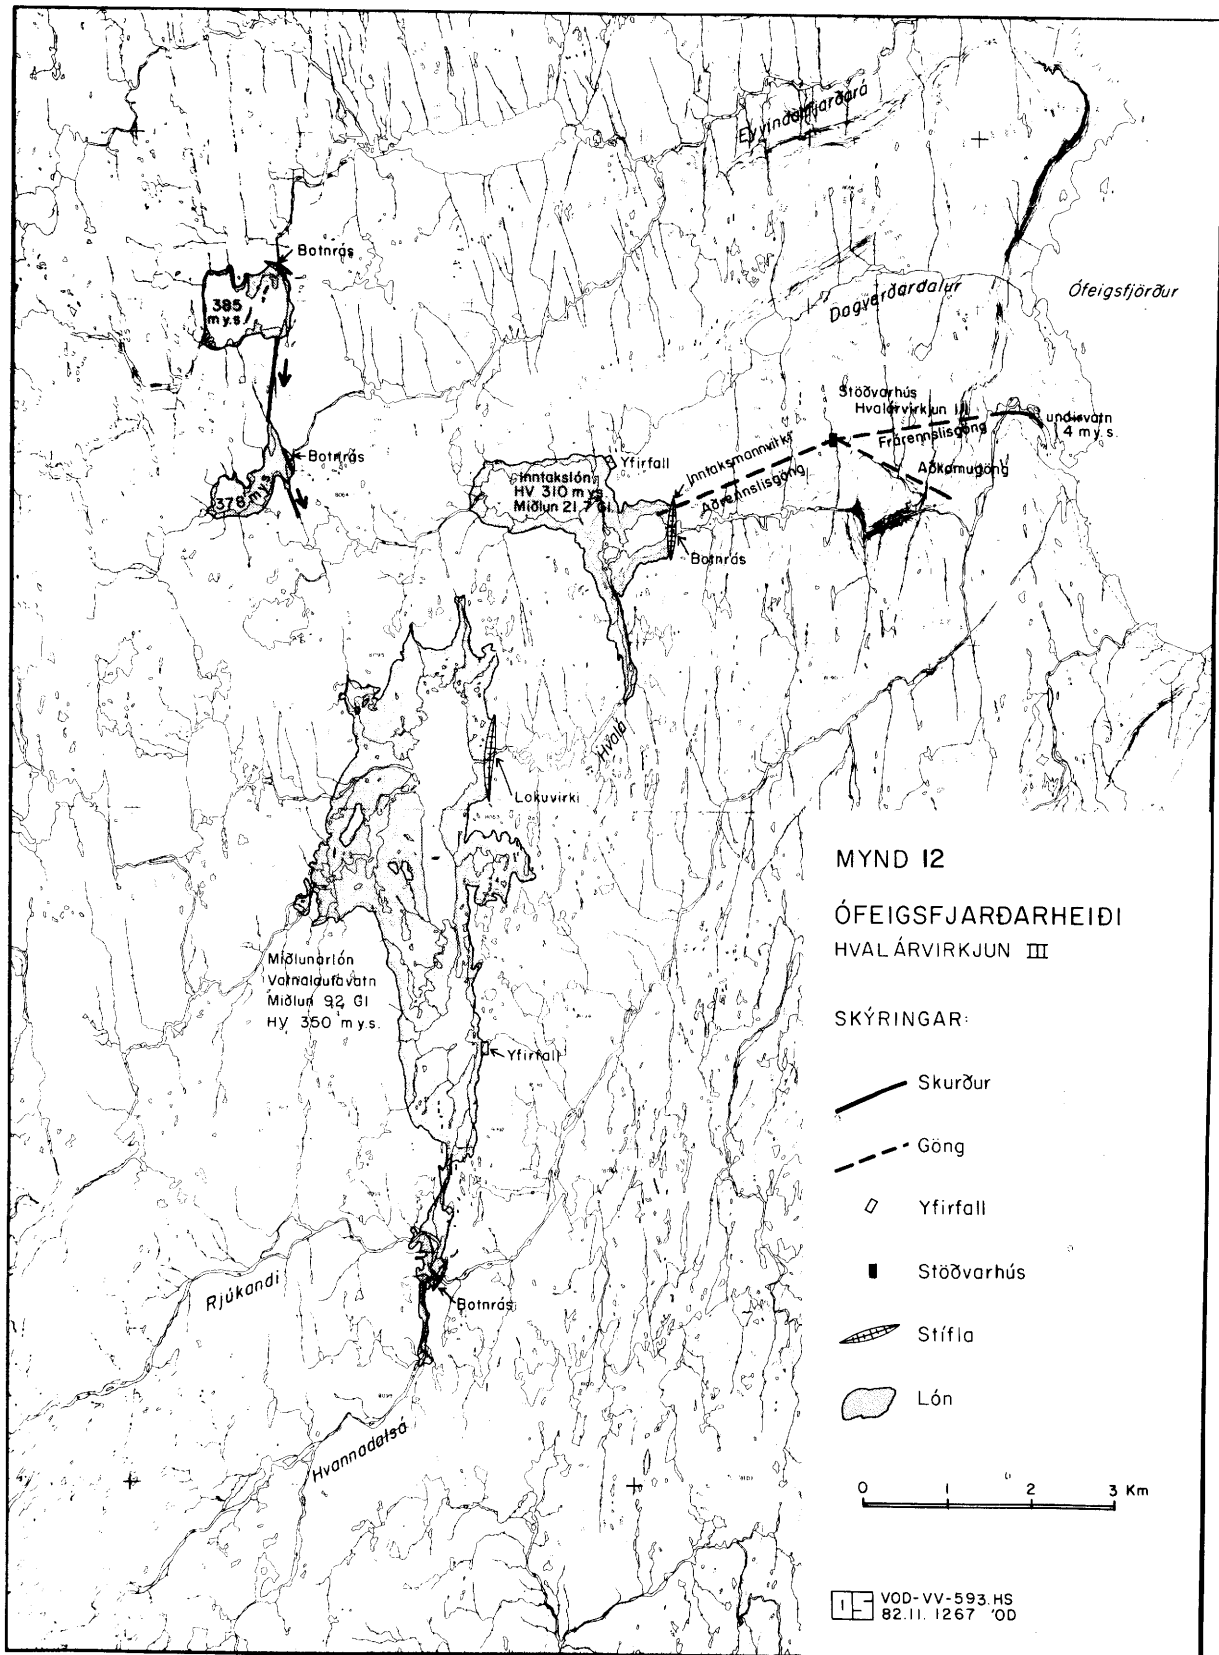 Eyvindarfjarðará
Botnrás
385
m y.s.
Dagverðardalur
Ófeigsfjörður
Stöðvarhús
Hvalárvirkjun III
undirvatn
4 m y.s.
Frárennslisgöng
Botnrás
378 m y.s.
Yfirfall
Inntaksmannvirki
Aðkomugöng
Inntakslón
HV 310 m y.s.
Miðlun 21,7 Gl
Aðrennslisgöng
Botnrás
Hvalá
Lokuvirki
Miðlunarlón
Vatnalautavatn
Miðlun 92 Gl
HV 350 m y.s.
Yfirfall
Rjúkandi
Botnrás
Hvannadalsá
MYND 12
ÓFEIGSFJARÐARHEIÐI
HVALÁRVIRKJUN III
SKÝRINGAR:
Skurður
Göng
Yfirfall
Stöðvarhús
Stífla
Lón
0 1 2 3 Km
OS
VOD-VV-593.HS
82.11.1267 'OD